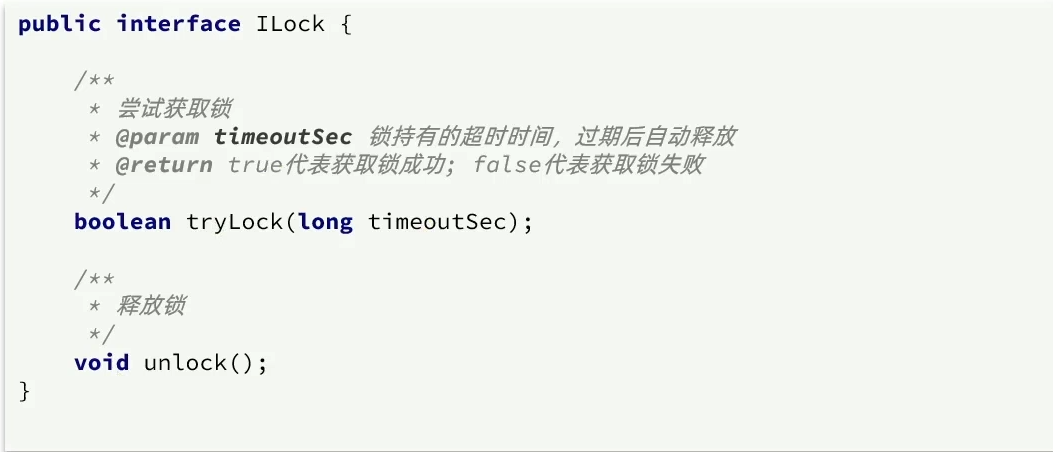 public interface ILock {
/**
* 尝试获取锁
* @param timeoutSec 锁持有的超时时间，过期后自动释放
* @return true代表获取锁成功; false代表获取锁失败
*/
boolean tryLock(long timeoutSec);
/**
* 释放锁
*/
void unlock();
}